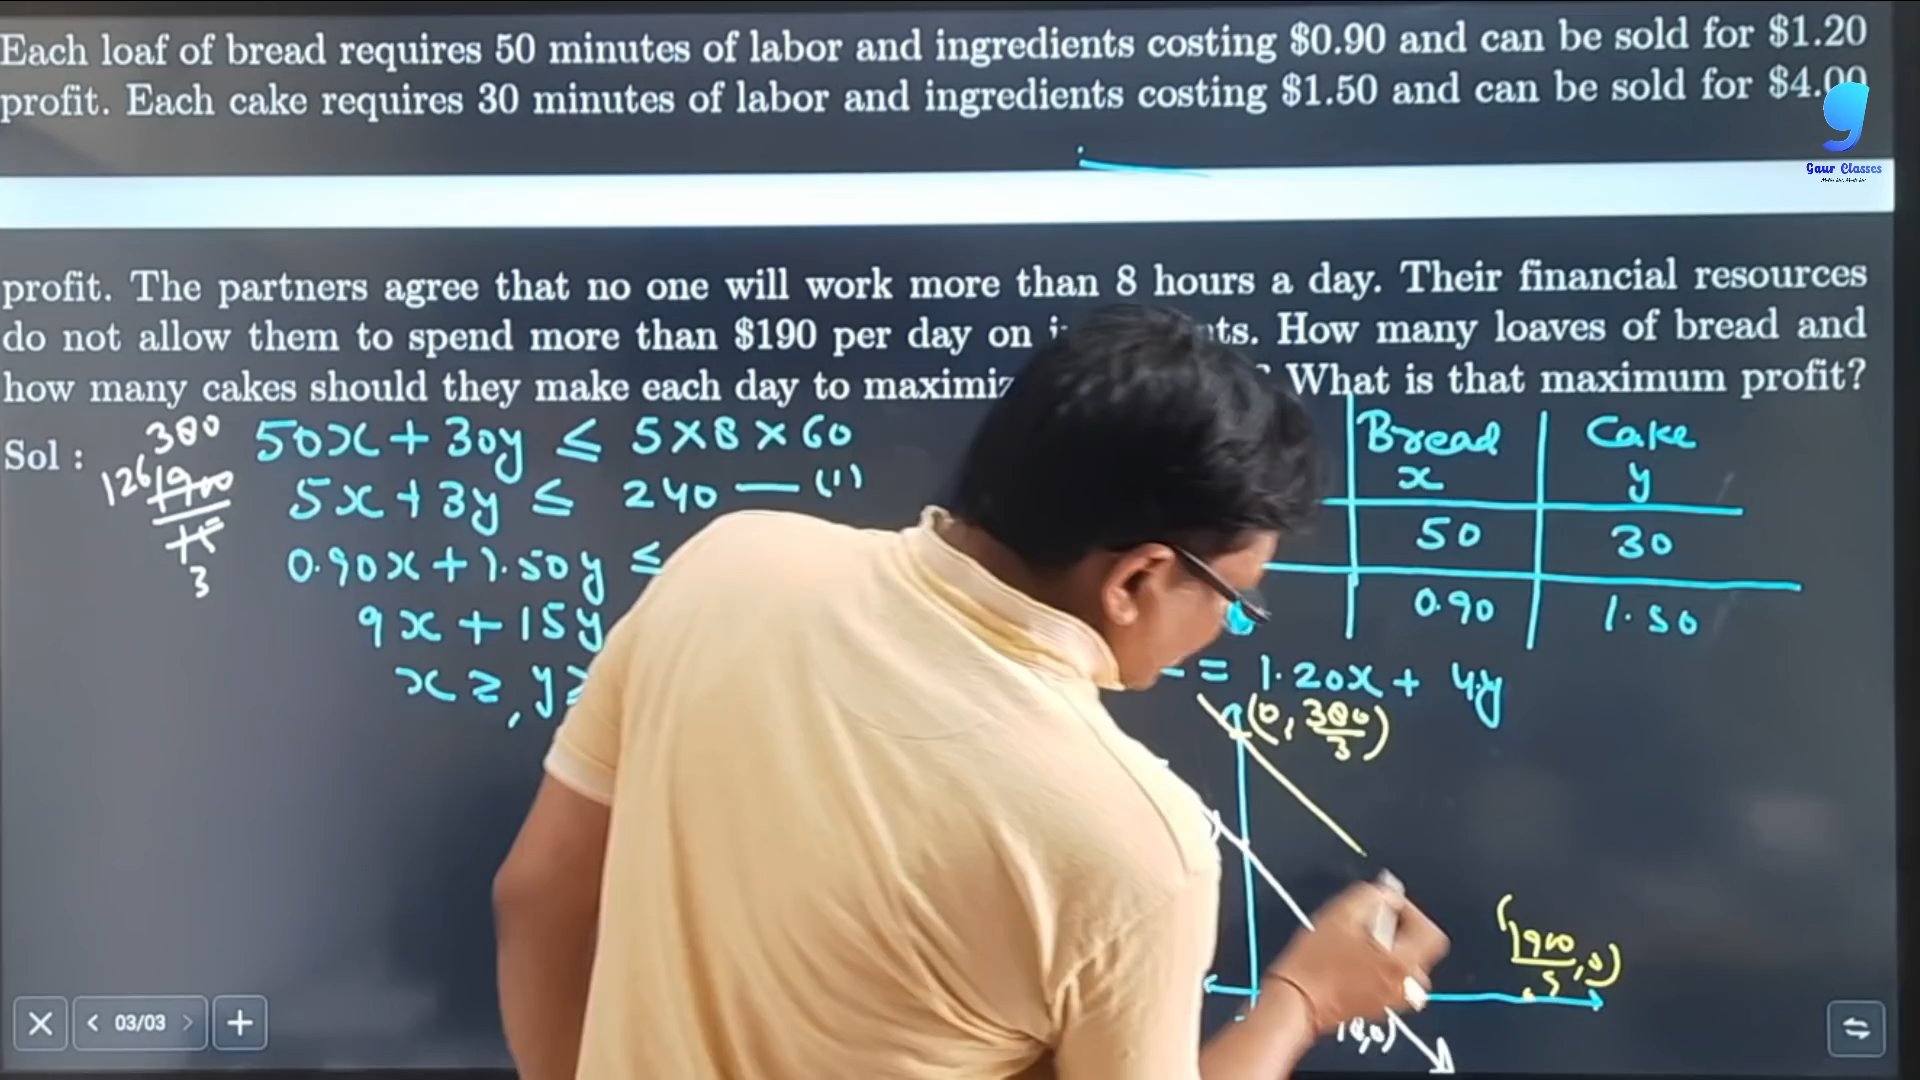 Each loaf of bread requires 50 minutes of labor and ingredients costing $0.90 and can be sold for $1.20
profit. Each cake requires 30 minutes of labor and ingredients costing $1.50 and can be sold for $4.00
Gaur Classes
profit. The partners agree that no one will work more than 8 hours a day. Their financial resources
do not allow them to spend more than $190 per day on nts. How many loaves of bread and
how many cakes should they make each day to maximiz ? What is that maximum profit?
Sol :
380
126 1900
15
3
50x + 30y ≤ 5×8×60
5x + 3y ≤ 240 — (1)
0.90x + 1.50y ≤
9x + 15y
x ≥, y ≥
Bread Cake
x y
50 30
0.90 1.50
= 1.20x + 4y
(0, 380/3)
(1900/
, 0)
8,0)
03/03